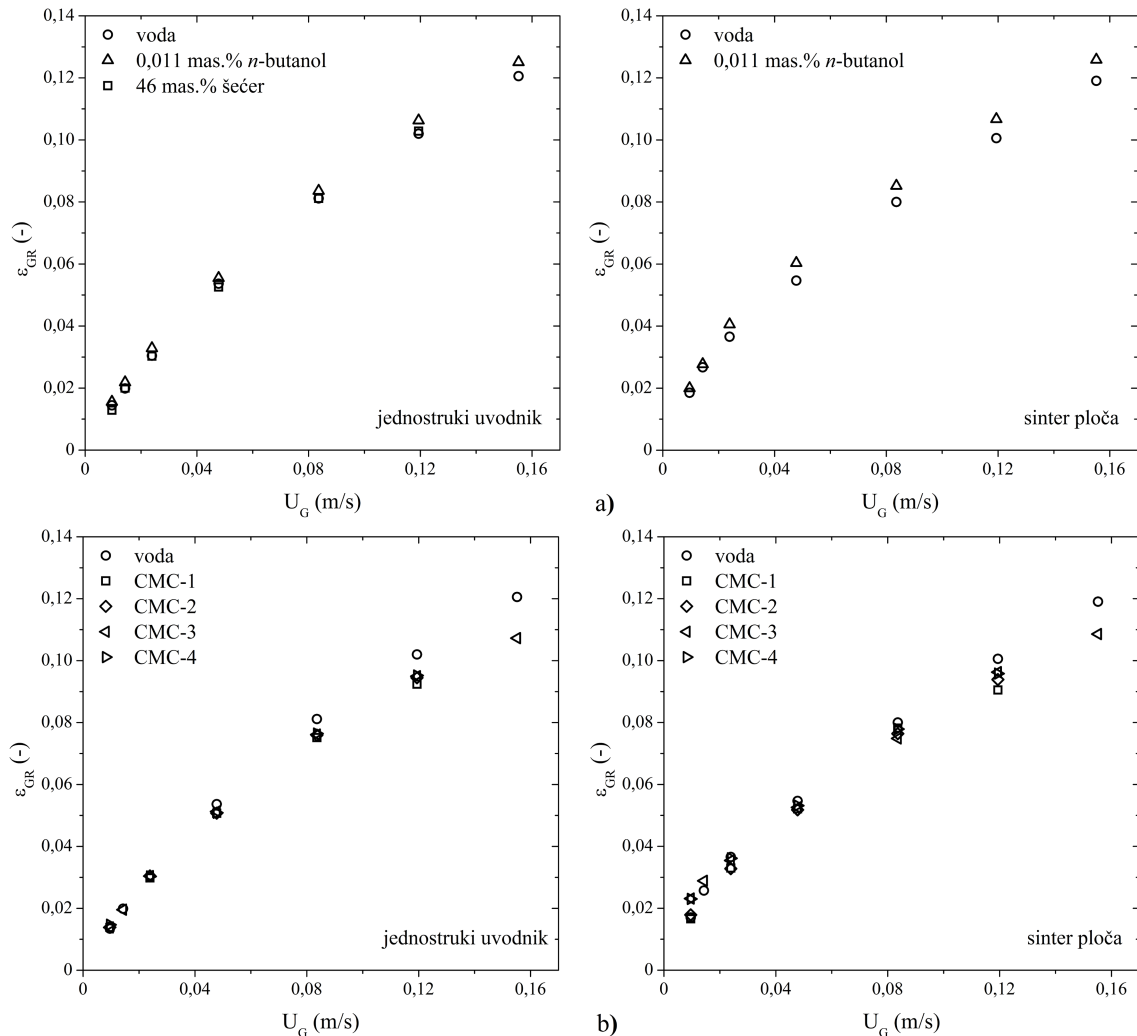 0,14
0,12
0,10
0,08
0,06
0,04
0,02
0
ε_GR (-)
voda
0,011 mas.% n-butanol
46 mas.% šećer
jednostruki uvodnik
0 0,04 0,08 0,12 0,16
U_G (m/s)
0,14
0,12
0,10
0,08
0,06
0,04
0,02
0
ε_GR (-)
voda
0,011 mas.% n-butanol
sinter ploča
0 0,04 0,08 0,12 0,16
U_G (m/s)
a)
0,14
0,12
0,10
0,08
0,06
0,04
0,02
0
ε_GR (-)
voda
CMC-1
CMC-2
CMC-3
CMC-4
jednostruki uvodnik
0 0,04 0,08 0,12 0,16
U_G (m/s)
0,14
0,12
0,10
0,08
0,06
0,04
0,02
0
ε_GR (-)
voda
CMC-1
CMC-2
CMC-3
CMC-4
sinter ploča
0 0,04 0,08 0,12 0,16
U_G (m/s)
b)